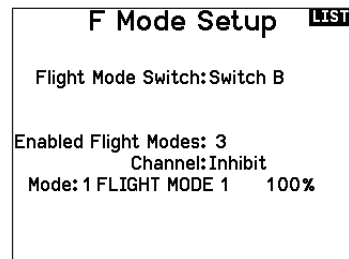 F Mode Setup LIST
Flight Mode Switch: Switch B
Enabled Flight Modes: 3
Channel: Inhibit
Mode: 1 FLIGHT MODE 1 100%